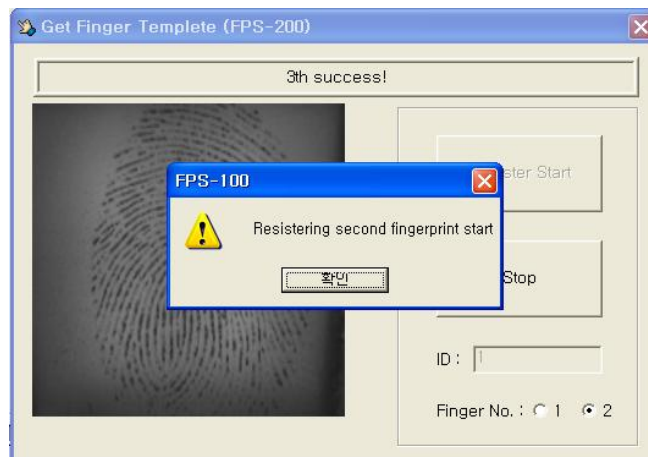 Get Finger Templete (FPS-200)
3th success!
FPS-100
Resistering second fingerprint start
확인
ster Start
Stop
ID : 1
Finger No. : 1 2